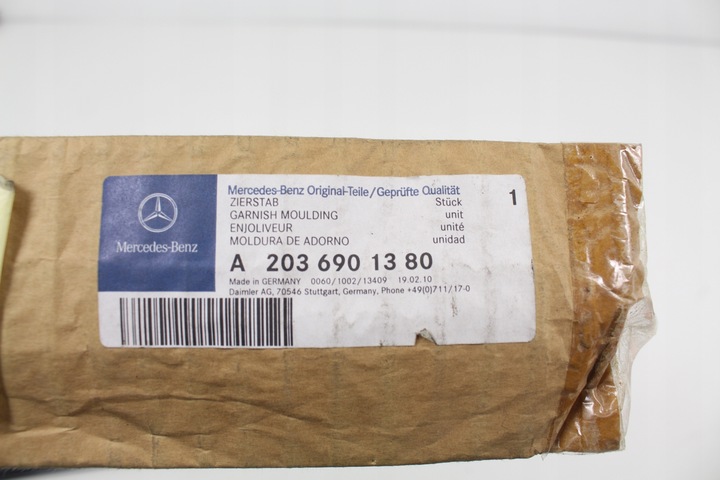 Mercedes-Benz
Mercedes-Benz Original-Teile/Geprüfte Qualität
ZIERSTAB Stück 1
GARNISH MOULDING unit
ENJOLIVEUR unité
MOLDURA DE ADORNO unidad
A 203 690 13 80
Made in GERMANY 0060/1002/13409 19.02.10
Daimler AG, 70546 Stuttgart, Germany, Phone +49(0)711/17-0